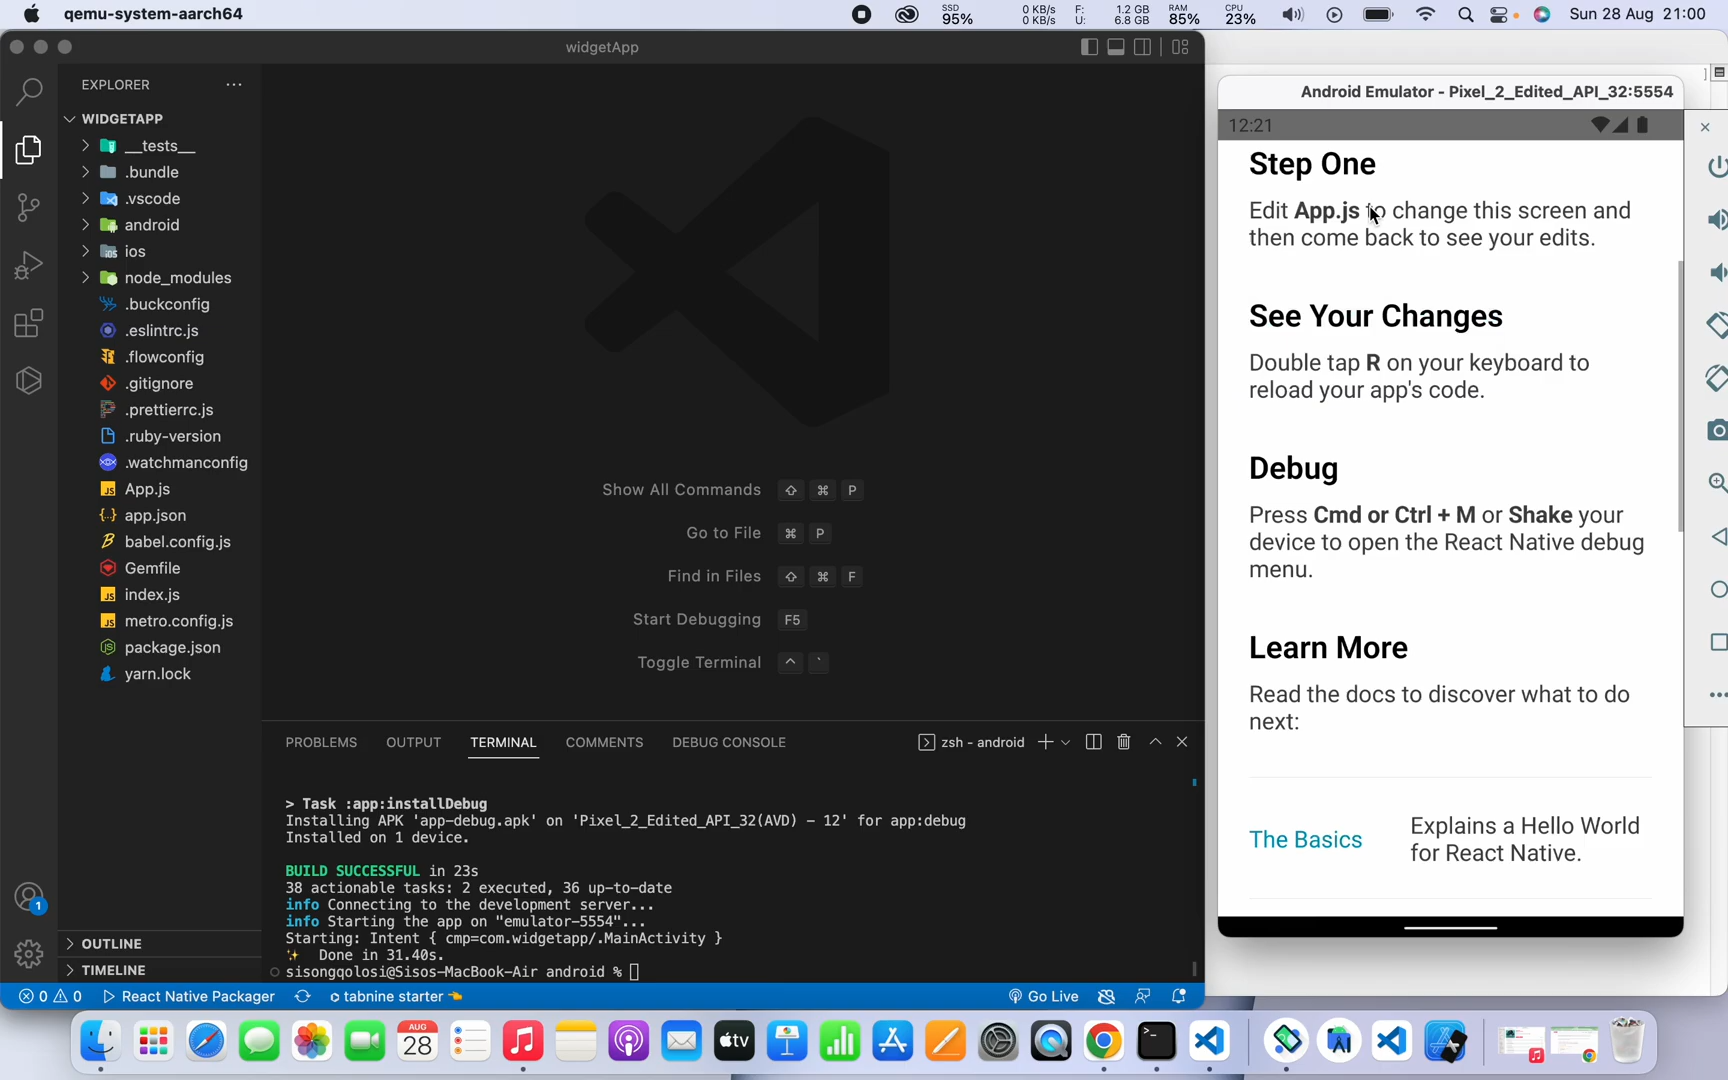 qemu-system-aarch64
SSD
95%
0 KB/s
0 KB/s
F:
U:
1.2 GB
6.8 GB
RAM
85%
CPU
23%
Sun 28 Aug 21:00
widgetApp
EXPLORER
WIDGETAPP
__tests__
.bundle
.vscode
android
ios
node_modules
.buckconfig
.eslintrc.js
.flowconfig
.gitignore
.prettierrc.js
.ruby-version
.watchmanconfig
App.js
app.json
babel.config.js
Gemfile
index.js
metro.config.js
package.json
yarn.lock
OUTLINE
TIMELINE
Show All Commands ⇧ ⌘ P
Go to File ⌘ P
Find in Files ⇧ ⌘ F
Start Debugging F5
Toggle Terminal ^ `
PROBLEMS OUTPUT TERMINAL COMMENTS DEBUG CONSOLE
zsh - android
> Task :app:installDebug
Installing APK 'app-debug.apk' on 'Pixel_2_Edited_API_32(AVD) - 12' for app:debug
Installed on 1 device.
BUILD SUCCESSFUL in 23s
38 actionable tasks: 2 executed, 36 up-to-date
info Connecting to the development server...
info Starting the app on "emulator-5554"...
Starting: Intent { cmp=com.widgetapp/.MainActivity }
✨ Done in 31.40s.
sisongqolosi@Sisos-MacBook-Air android %
0 0 React Native Packager tabnine starter
Go Live
1
Android Emulator - Pixel_2_Edited_API_32:5554
12:21
Step One
Edit App.js to change this screen and
then come back to see your edits.
See Your Changes
Double tap R on your keyboard to
reload your app's code.
Debug
Press Cmd or Ctrl + M or Shake your
device to open the React Native debug
menu.
Learn More
Read the docs to discover what to do
next:
The Basics
Explains a Hello World
for React Native.
AUG
28
tv